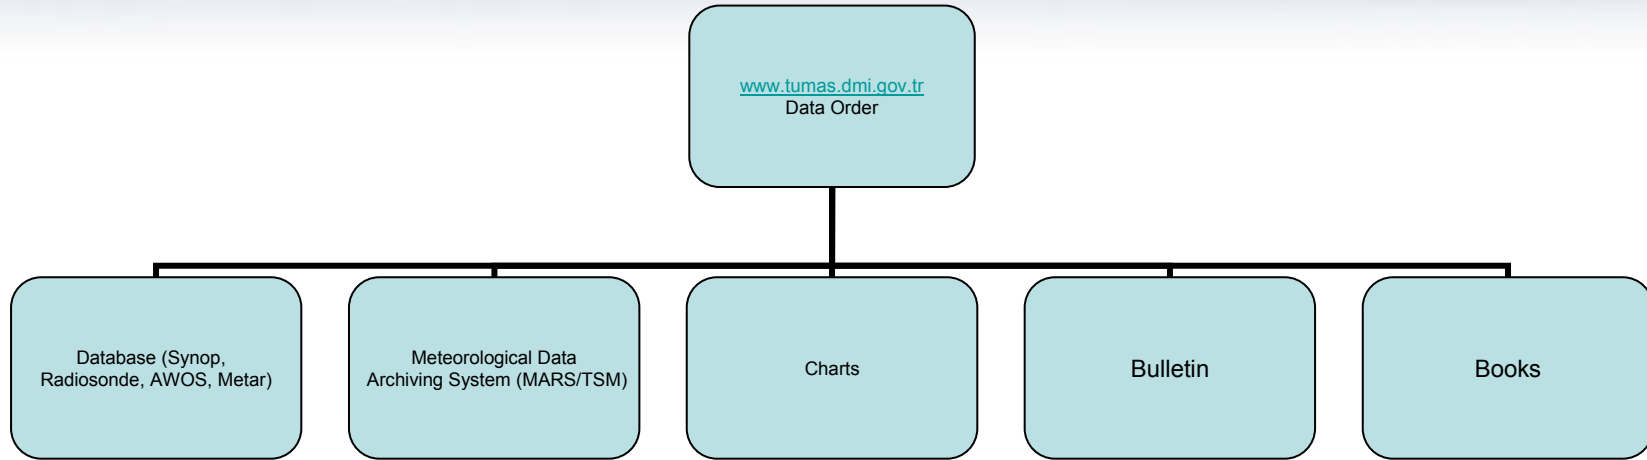 www.tumas.dmi.gov.tr
Data Order
Database (Synop,
Radiosonde, AWOS, Metar)
Meteorological Data
Archiving System (MARS/TSM)
Charts
Bulletin
Books